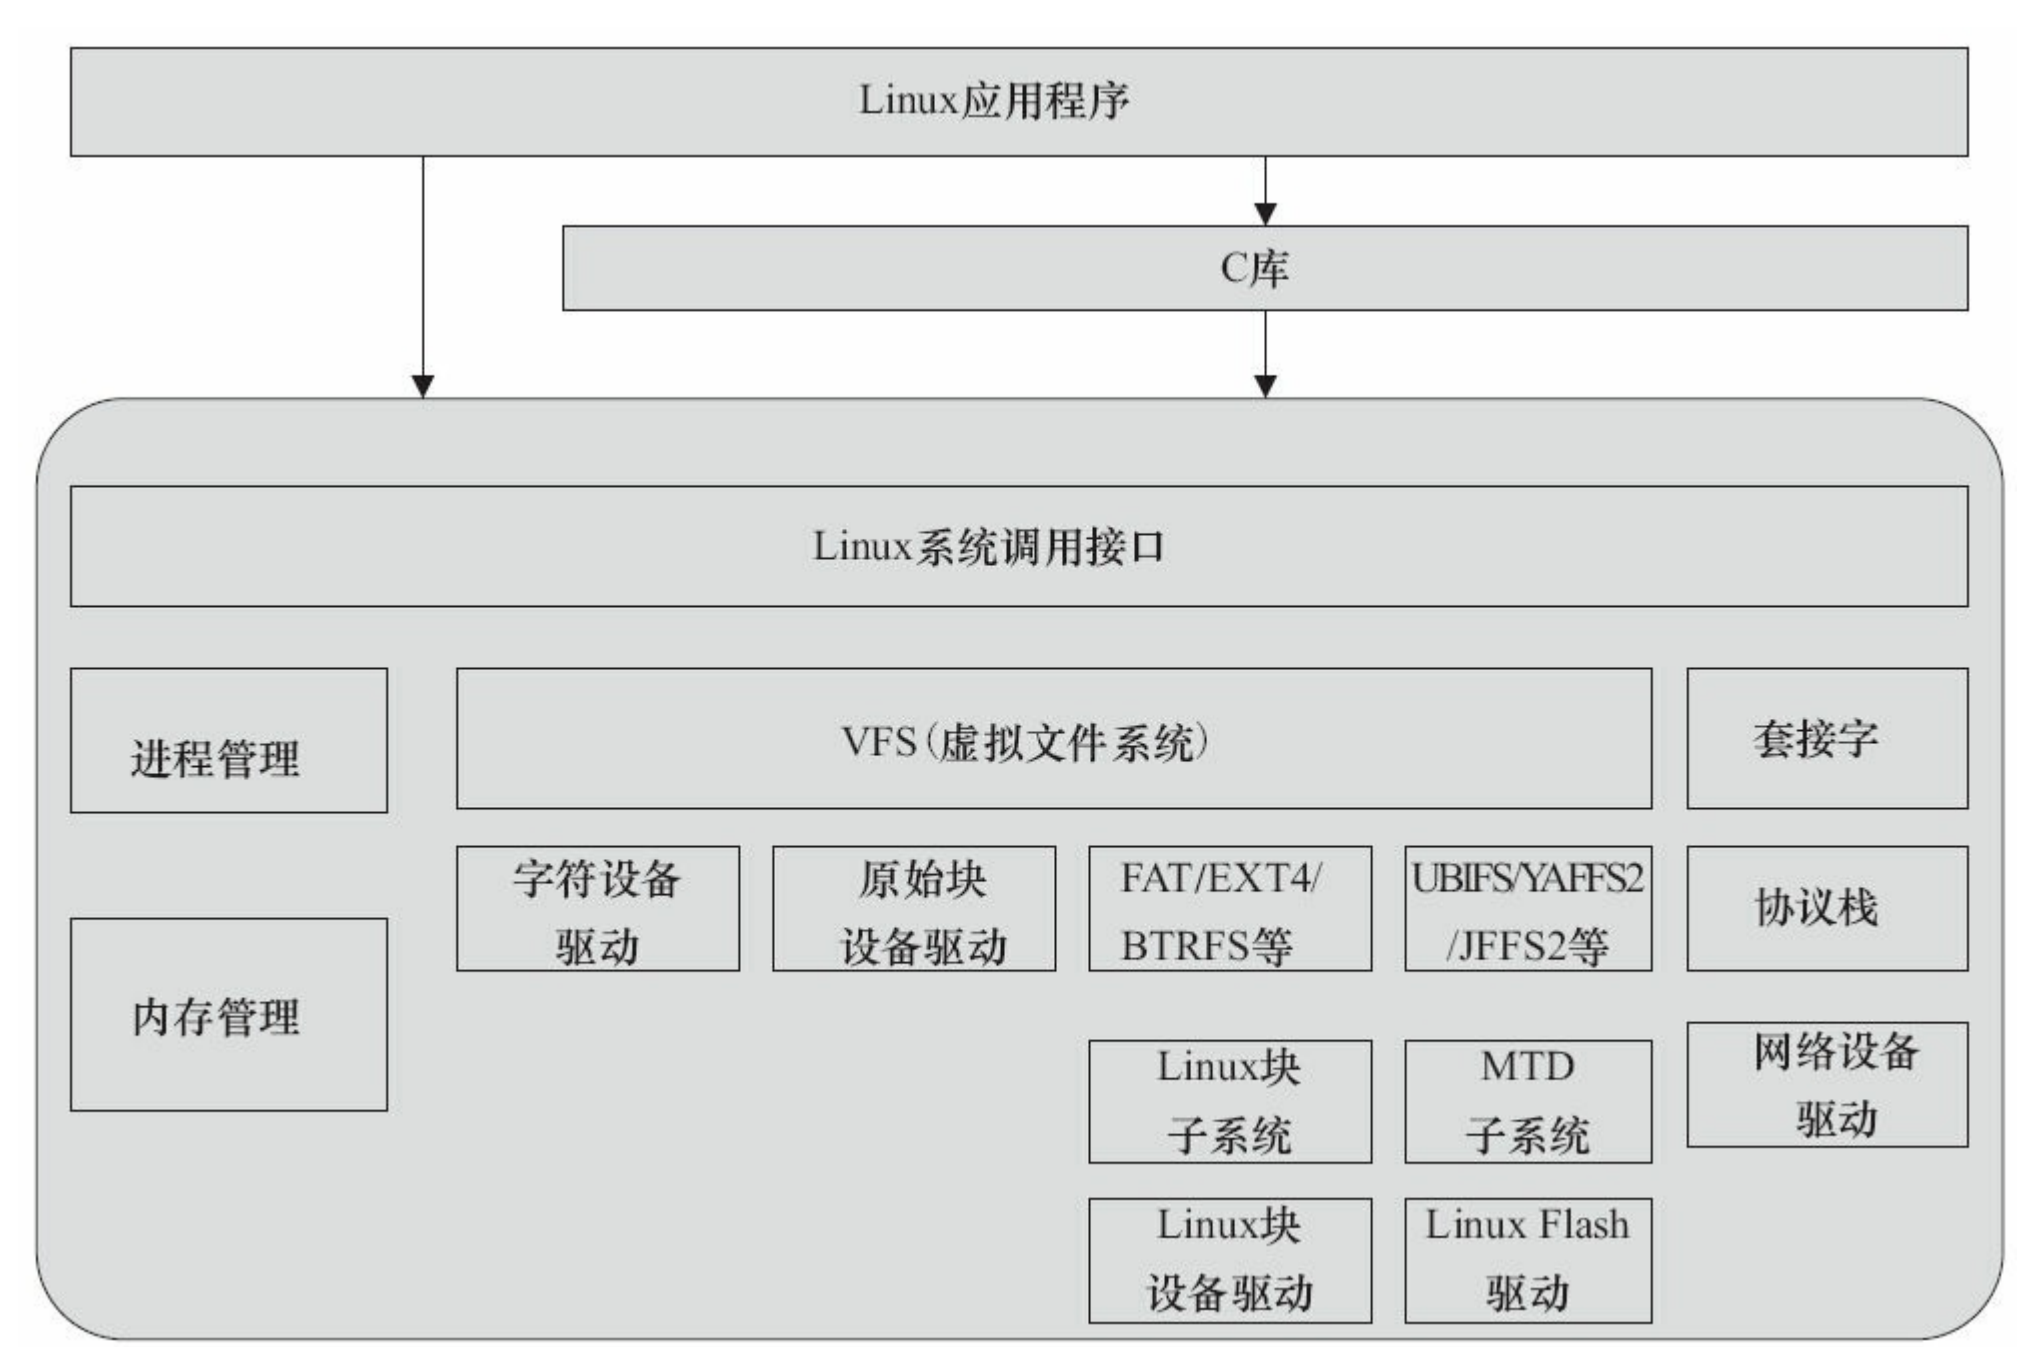 Linux应用程序
C库
Linux系统调用接口
进程管理
VFS(虚拟文件系统)
套接字
字符设备
驱动
原始块
设备驱动
FAT/EXT4/
BTRFS等
UBIFS/YAFFS2
/JFFS2等
协议栈
内存管理
Linux块
子系统
MTD
子系统
网络设备
驱动
Linux块
设备驱动
Linux Flash
驱动